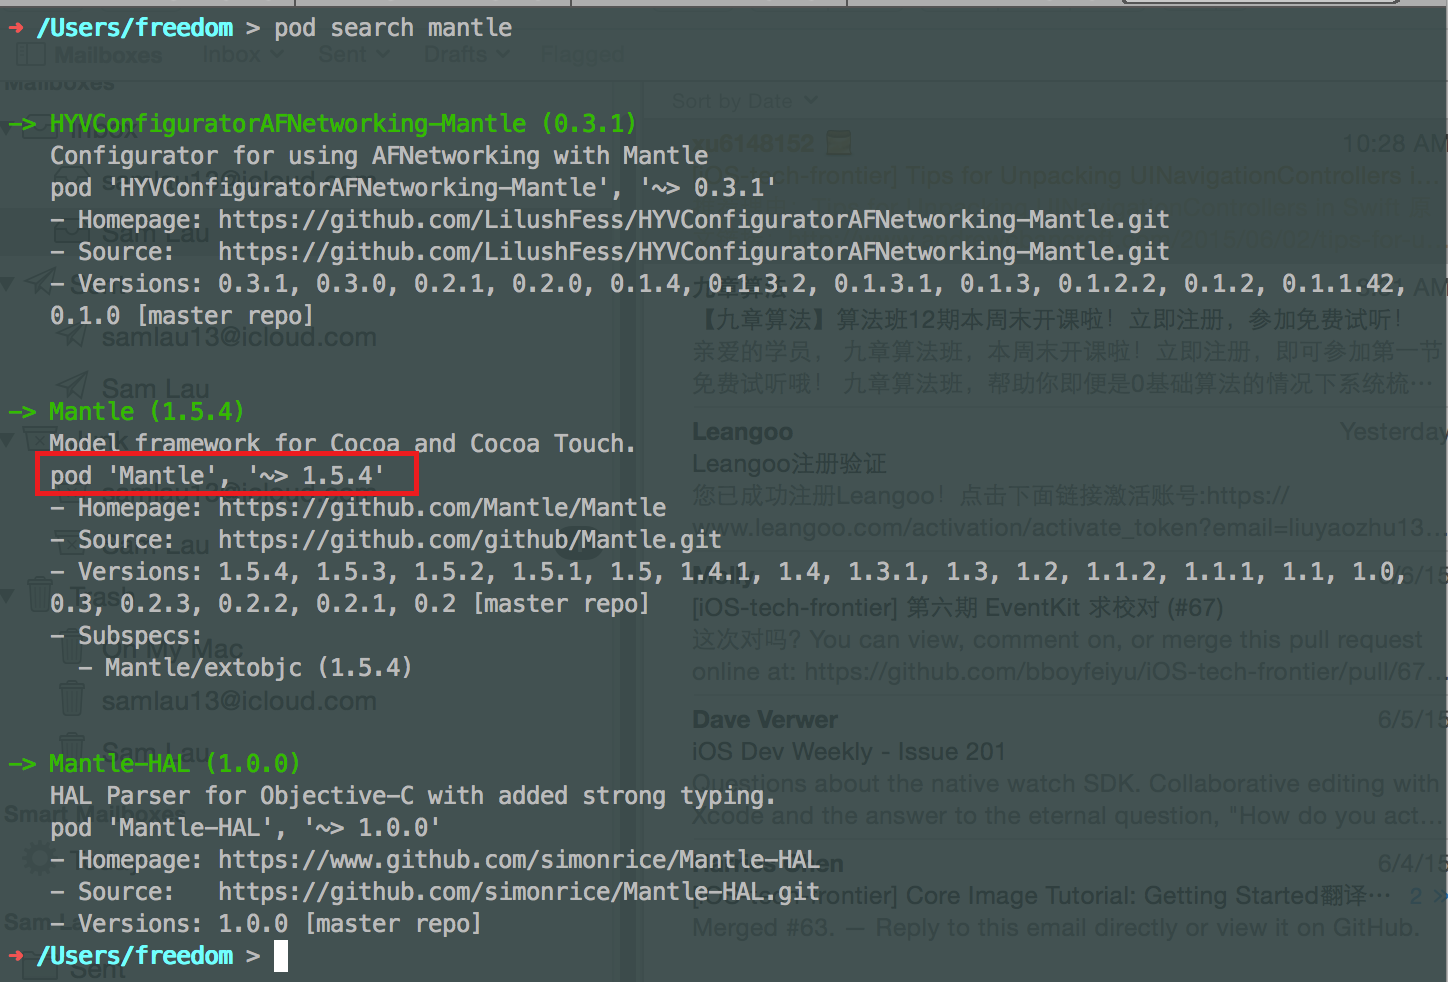 ➜ /Users/freedom > pod search mantle
Mailboxes Inbox Sent Drafts Flagged
Mailboxes
Sort by Date
-> HYVConfiguratorAFNetworking-Mantle (0.3.1)
Configurator for using AFNetworking with Mantle
pod 'HYVConfiguratorAFNetworking-Mantle', '~> 0.3.1'
- Homepage: https://github.com/LilushFess/HYVConfiguratorAFNetworking-Mantle.git
- Source: https://github.com/LilushFess/HYVConfiguratorAFNetworking-Mantle.git
- Versions: 0.3.1, 0.3.0, 0.2.1, 0.2.0, 0.1.4, 0.1.3.2, 0.1.3.1, 0.1.3, 0.1.2.2, 0.1.2, 0.1.1.42,
0.1.0 [master repo]
-> Mantle (1.5.4)
Model framework for Cocoa and Cocoa Touch.
pod 'Mantle', '~> 1.5.4'
- Homepage: https://github.com/Mantle/Mantle
- Source: https://github.com/github/Mantle.git
- Versions: 1.5.4, 1.5.3, 1.5.2, 1.5.1, 1.5, 1.4.1, 1.4, 1.3.1, 1.3, 1.2, 1.1.2, 1.1.1, 1.1, 1.0,
0.3, 0.2.3, 0.2.2, 0.2.1, 0.2 [master repo]
- Subspecs:
- Mantle/extobjc (1.5.4)
-> Mantle-HAL (1.0.0)
HAL Parser for Objective-C with added strong typing.
pod 'Mantle-HAL', '~> 1.0.0'
- Homepage: https://www.github.com/simonrice/Mantle-HAL
- Source: https://github.com/simonrice/Mantle-HAL.git
- Versions: 1.0.0 [master repo]
➜ /Users/freedom >
Inbox
samlau13@icloud.com
Sam Lau
samlau13@icloud.com
Sam Lau
samlau13@icloud.com
Sam Lau
Trash
On My Mac
samlau13@icloud.com
Sam Lau
Smart Mailboxes
Today
Sent
xu6148152 10:28 AM
[iOS-tech-frontier] Tips for Unpacking UINavigationControllers i…
九章算法
【九章算法】算法班12期本周末开课啦！立即注册，参加免费试听！
亲爱的学员， 九章算法班，本周末开课啦！立即注册，即可参加第一节
免费试听哦！ 九章算法班，帮助你即便是0基础算法的情况下系统梳…
Leangoo Yesterday
Leangoo注册验证
您已成功注册Leangoo！点击下面链接激活账号:https://
www.leangoo.com/activation/activate_token?email=liuyaozhu13…
[iOS-tech-frontier] 第六期 EventKit 求校对 (#67)
这次对吗? You can view, comment on, or merge this pull request
online at: https://github.com/bboyfeiyu/iOS-tech-frontier/pull/67…
Dave Verwer 6/5/15
iOS Dev Weekly - Issue 201
Questions about the native watch SDK. Collaborative editing with
Xcode and the answer to the eternal question, "How do you act…
6/4/15
[iOS-tech-frontier] Core Image Tutorial: Getting Started翻译… 2
Merged #63. — Reply to this email directly or view it on GitHub.